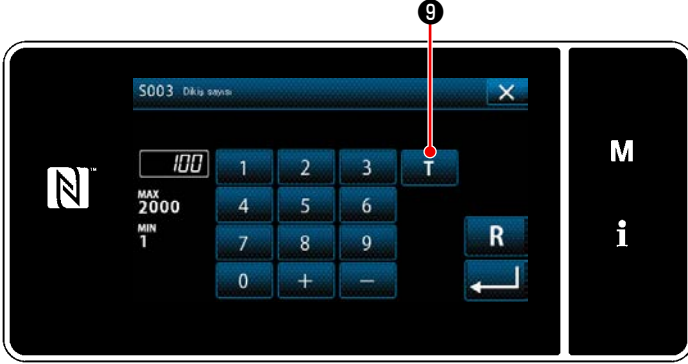 9
S003 Dikiş sayısı
100
1 2 3 T
MAX
2000
4 5 6
MIN
1
7 8 9
0 + −
R
M
i
N